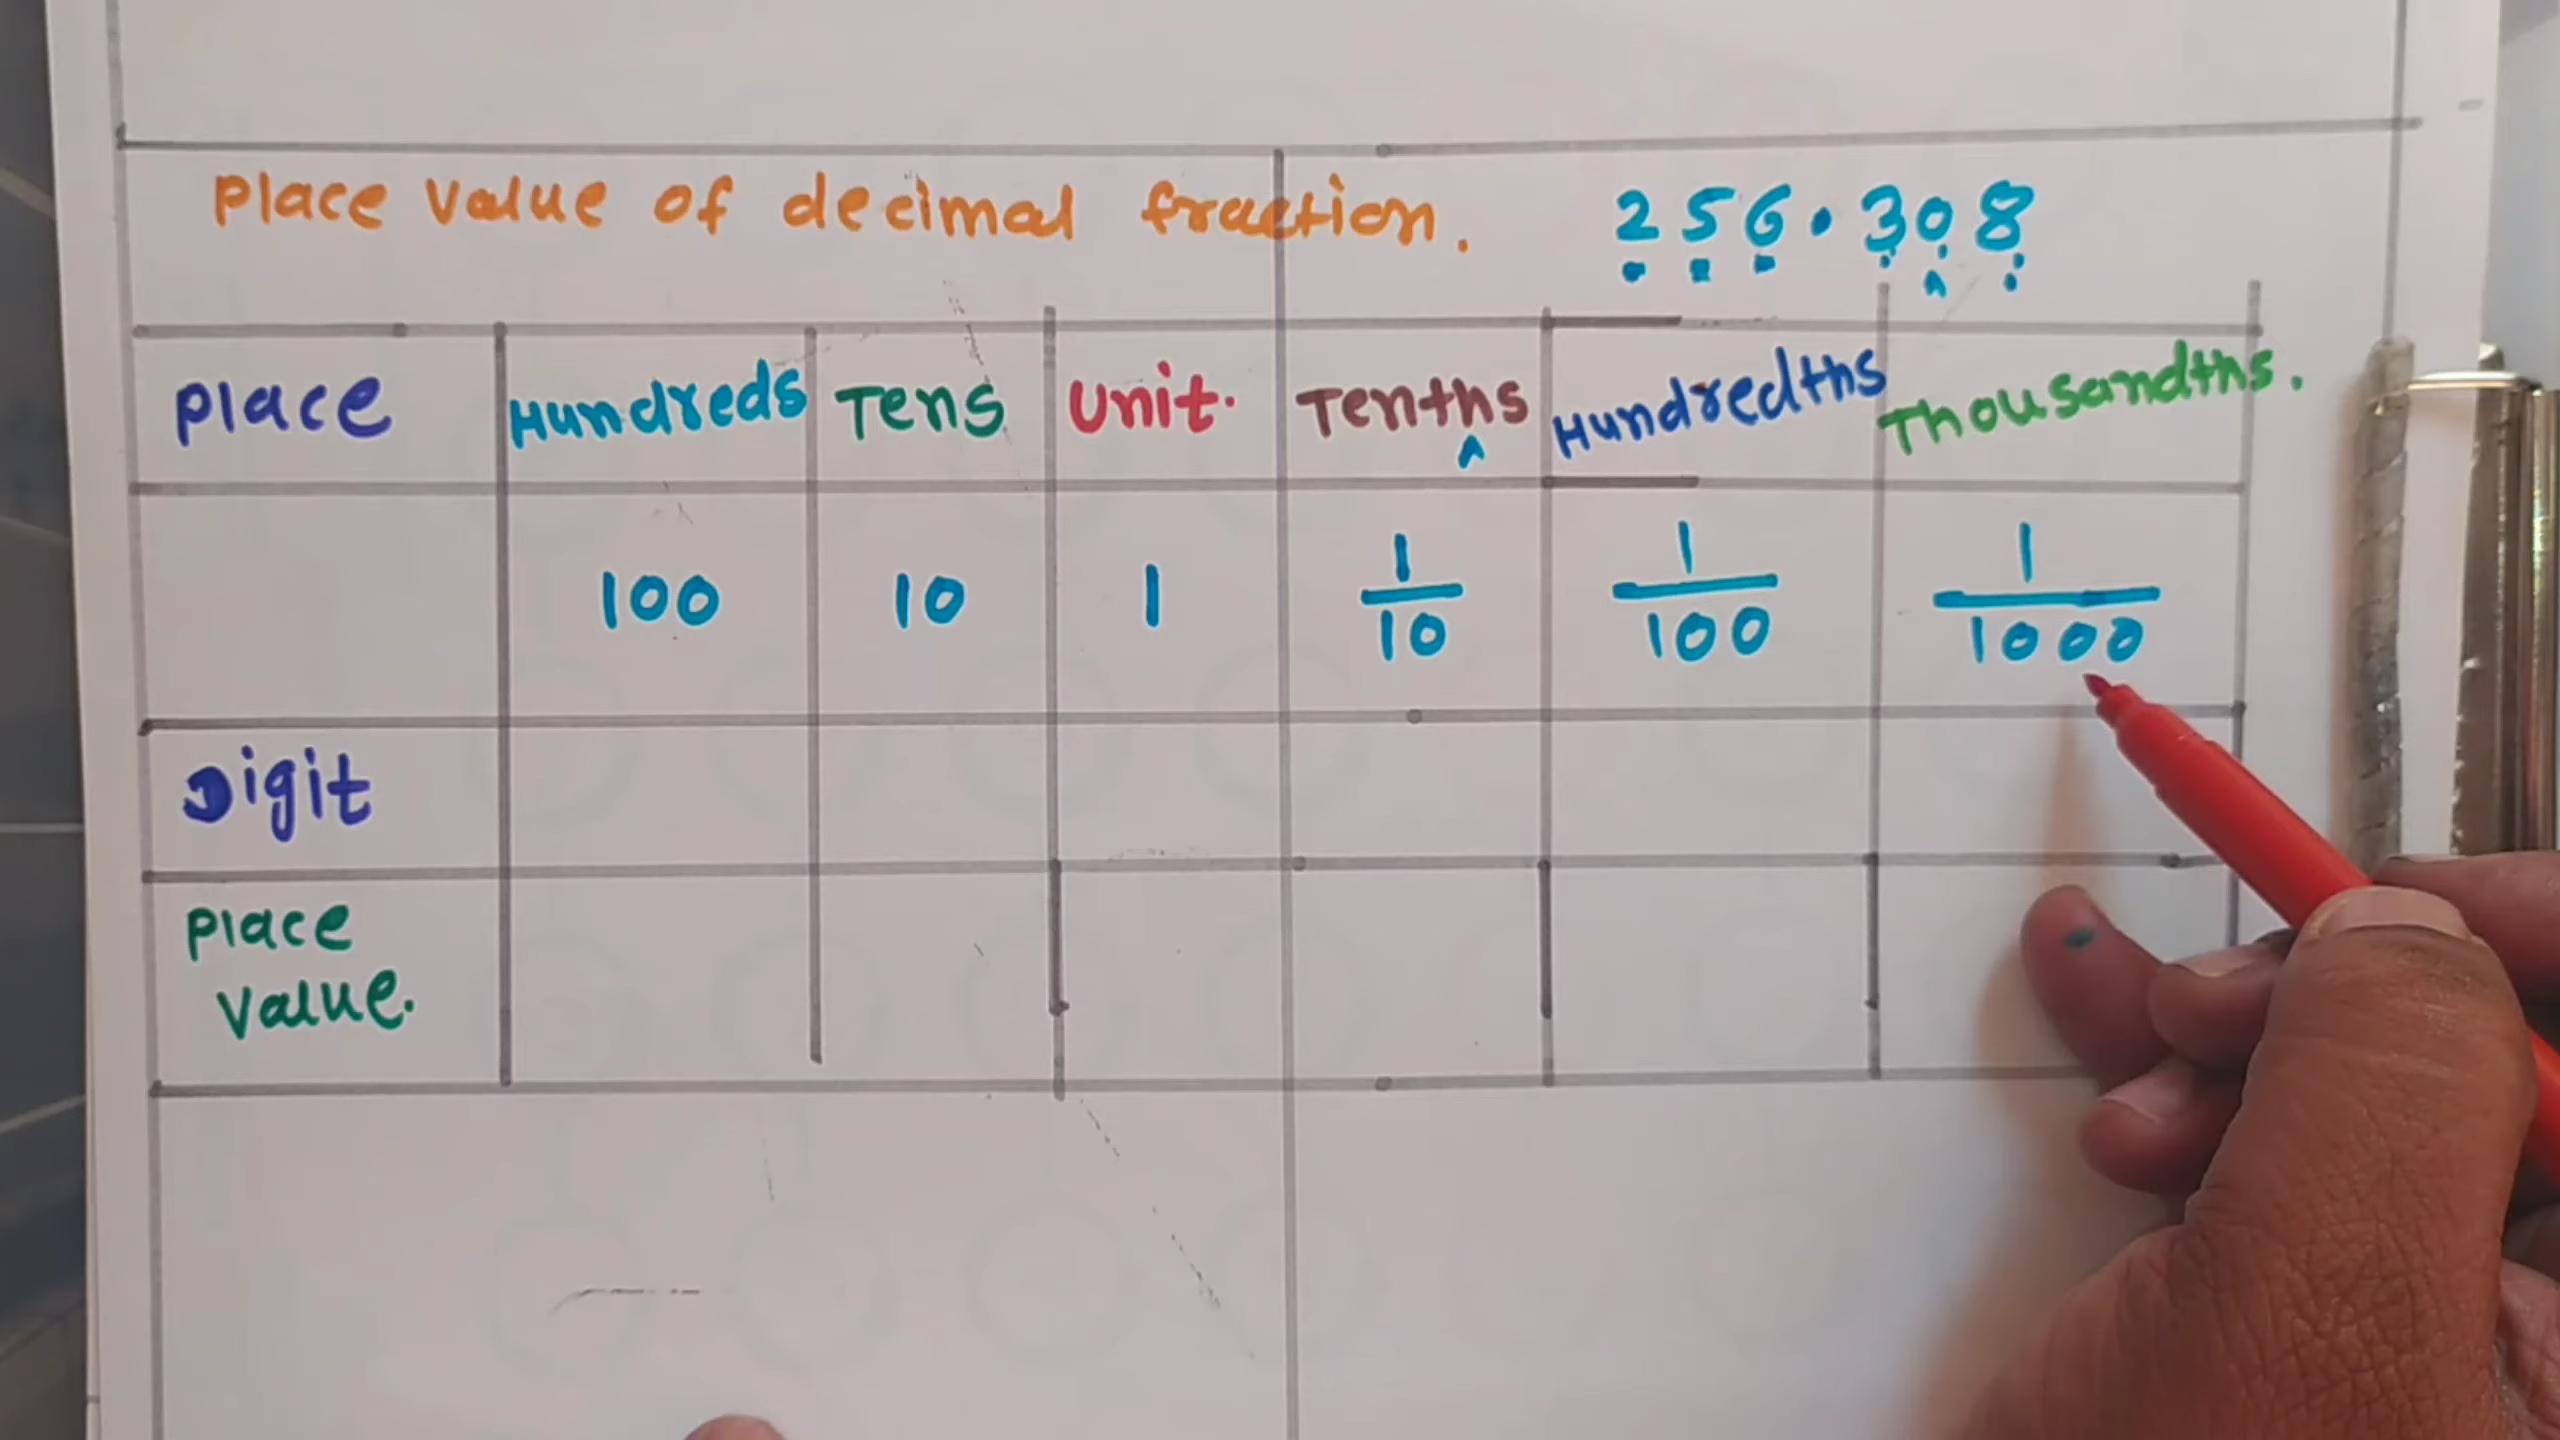 Place Value of decimal fraction. 256.308
Place Hundreds Tens Unit. Tenths Hundredths Thousandths.
100 10 1 1/10 1/100 1/1000
Digit
Place
Value.